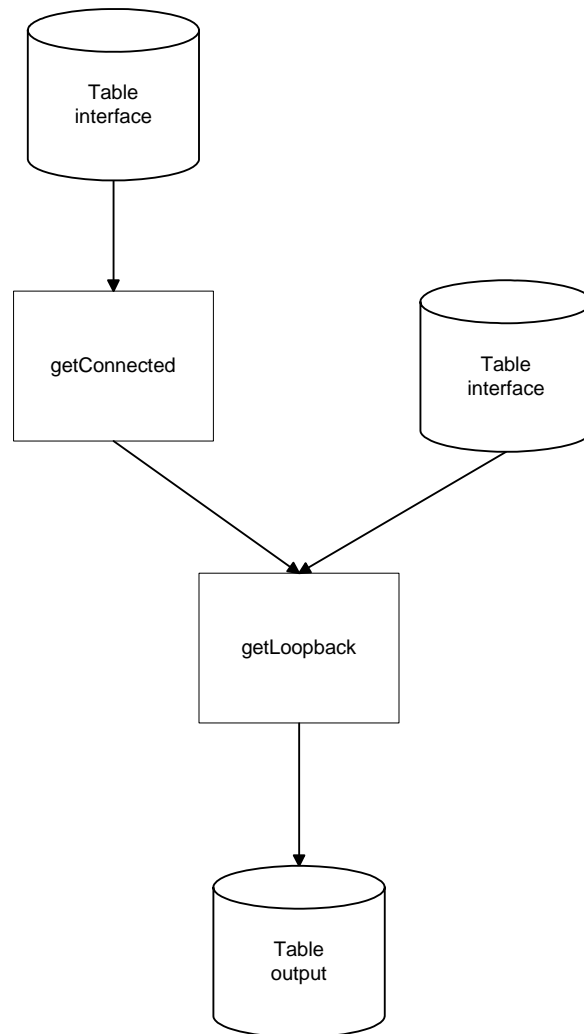 Table
interface
getConnected
Table
interface
getLoopback
Table
output